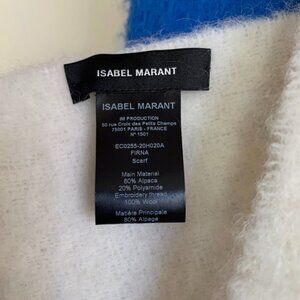 ISABEL MARANT
ISABEL MARANT
IM PRODUCTION
50 rue Croix des Petits Champs
75001 PARIS - FRANCE
N° 1501
EC0255-20H020A
FIRNA
Scarf
Main Material
80% Alpaca
20% Polyamide
Embroidery thread
100% Wool
Matière Principale
80% Alpaga